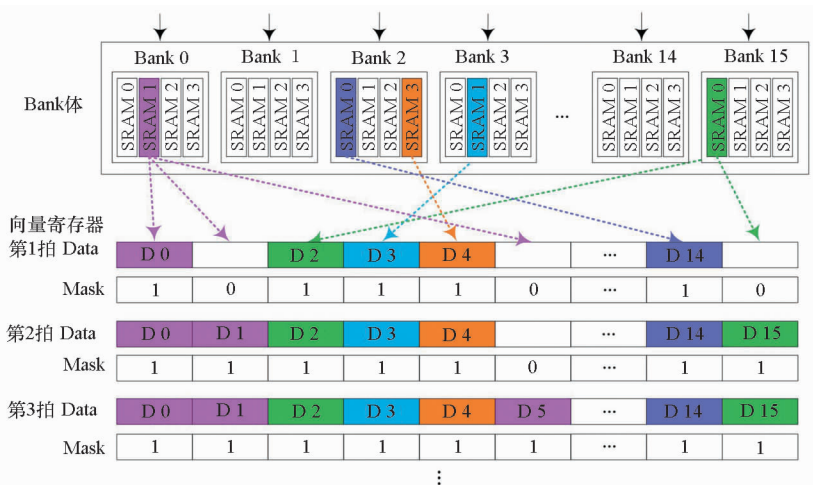 Bank 0 Bank 1 Bank 2 Bank 3 Bank 14 Bank 15
Bank体
SRAM 0 SRAM 1 SRAM 2 SRAM 3 SRAM 0 SRAM 1 SRAM 2 SRAM 3 SRAM 0 SRAM 1 SRAM 2 SRAM 3 SRAM 0 SRAM 1 SRAM 2 SRAM 3 ... SRAM 0 SRAM 1 SRAM 2 SRAM 3 SRAM 0 SRAM 1 SRAM 2 SRAM 3
向量寄存器
第1拍 Data D 0 D 2 D 3 D 4 ... D 14
Mask 1 0 1 1 1 0 ... 1 0
第2拍 Data D 0 D 1 D 2 D 3 D 4 ... D 14 D 15
Mask 1 1 1 1 1 0 ... 1 1
第3拍 Data D 0 D 1 D 2 D 3 D 4 D 5 ... D 14 D 15
Mask 1 1 1 1 1 1 ... 1 1
⋮